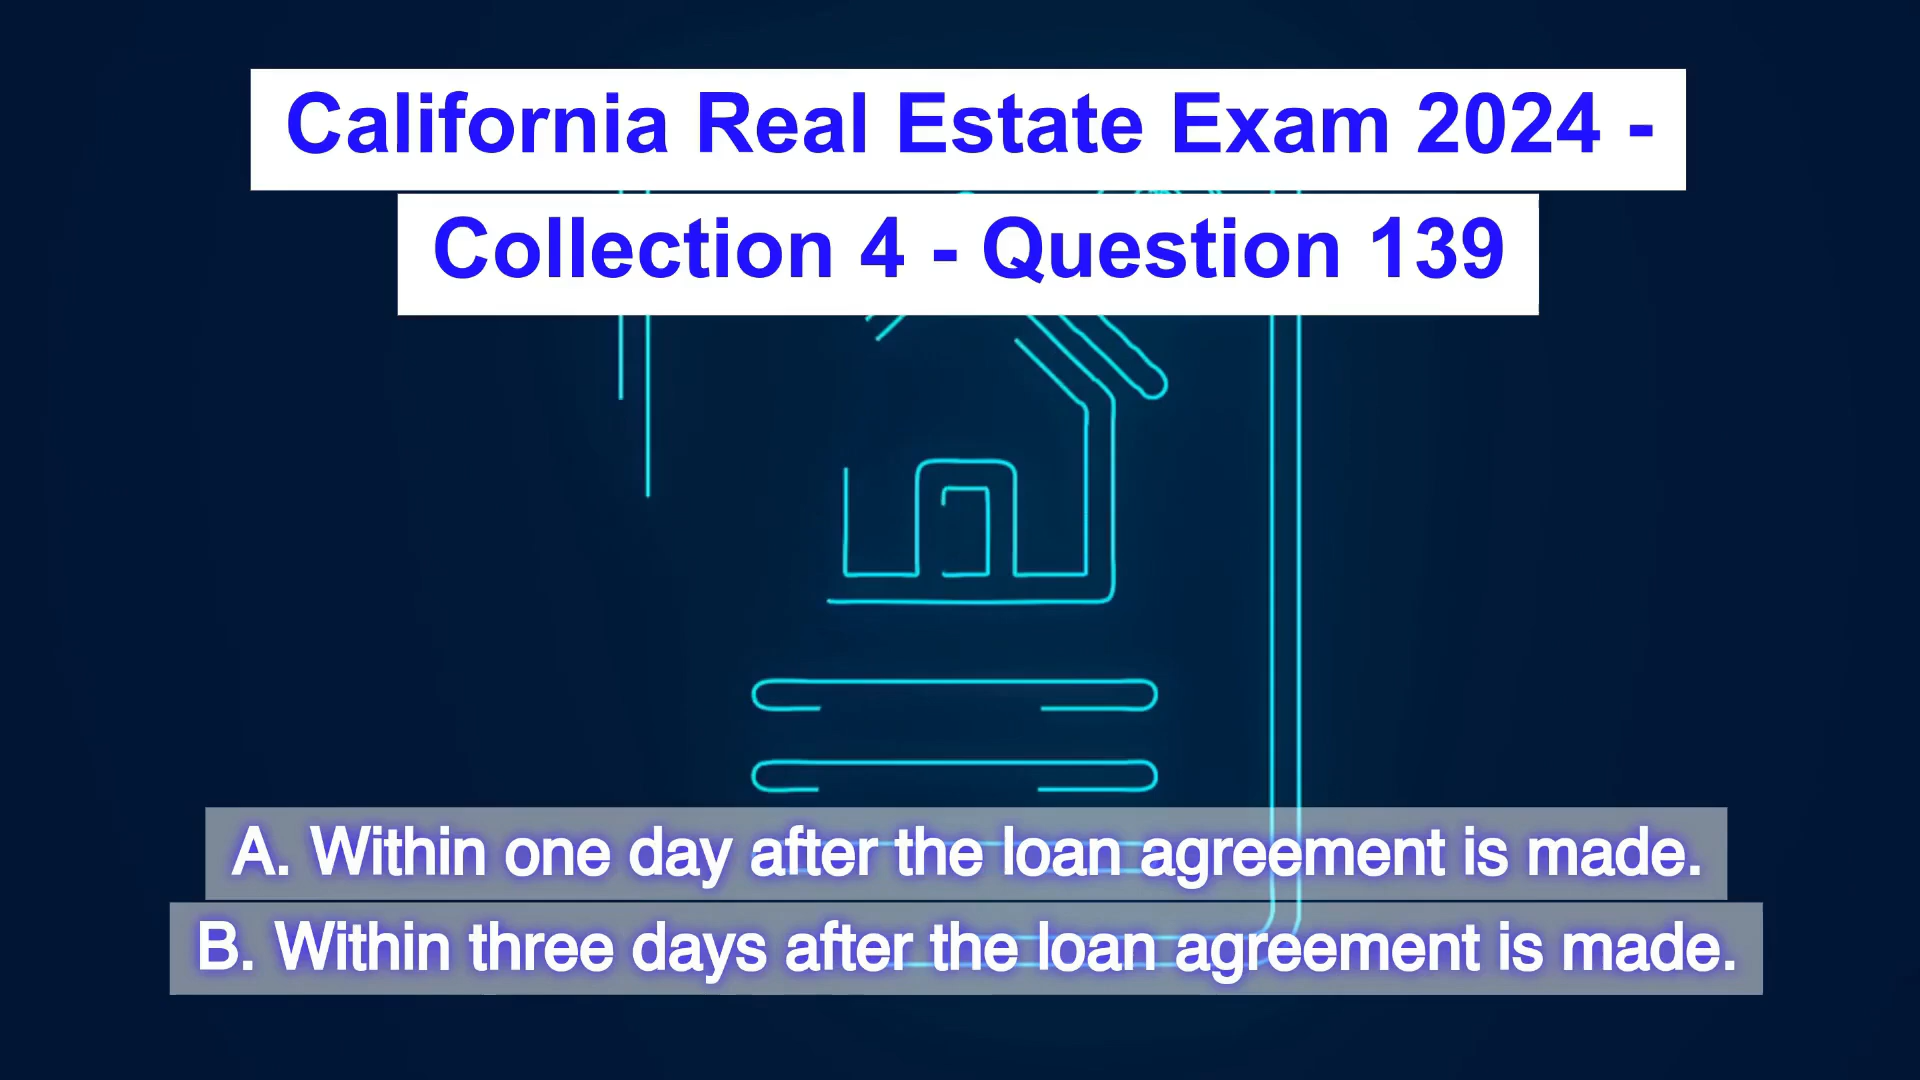 California Real Estate Exam 2024 -
Collection 4 - Question 139
A. Within one day after the loan agreement is made.
B. Within three days after the loan agreement is made.